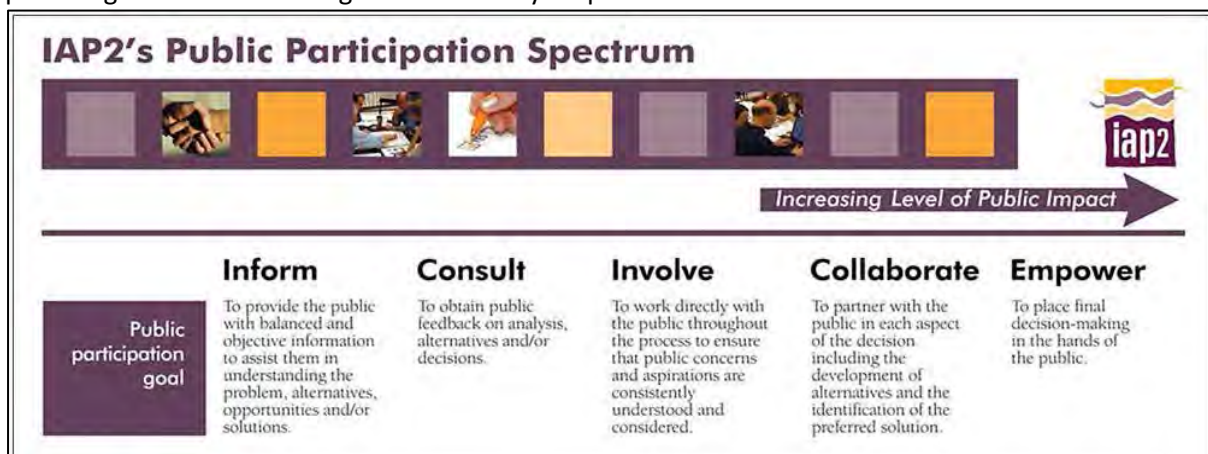 IAP2's Public Participation Spectrum
iap2
Increasing Level of Public Impact
Public
participation
goal
Inform
To provide the public
with balanced and
objective information
to assist them in
understanding the
problem, alternatives,
opportunities and/or
solutions.
Consult
To obtain public
feedback on analysis,
alternatives and/or
decisions.
Involve
To work directly with
the public throughout
the process to ensure
that public concerns
and aspirations are
consistently
understood and
considered.
Collaborate
To partner with the
public in each aspect
of the decision
including the
development of
alternatives and the
identification of the
preferred solution.
Empower
To place final
decision-making
in the hands of
the public.